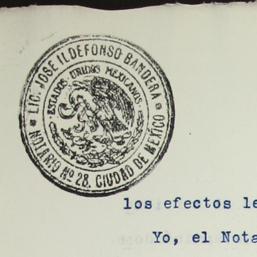 LIC. JOSE ILDEFONSO BANDERA
ESTADOS UNIDOS MEXICANOS
NOTARIO Nº 28. CIUDAD DE MEXICO
los efectos le
Yo, el Nota